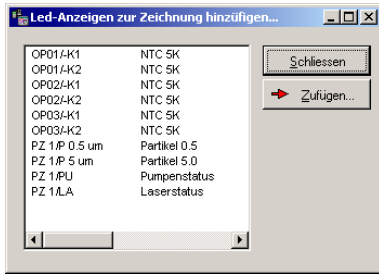 Led-Anzeigen zur Zeichnung hinzufügen...
OP01/-K1 NTC 5K
OP01/-K2 NTC 5K
OP02/-K1 NTC 5K
OP02/-K2 NTC 5K
OP03/-K1 NTC 5K
OP03/-K2 NTC 5K
PZ 1/P 0.5 um Partikel 0.5
PZ 1/P 5 um Partikel 5.0
PZ 1/PU Pumpenstatus
PZ 1/LA Laserstatus
Schliessen
Zufügen...